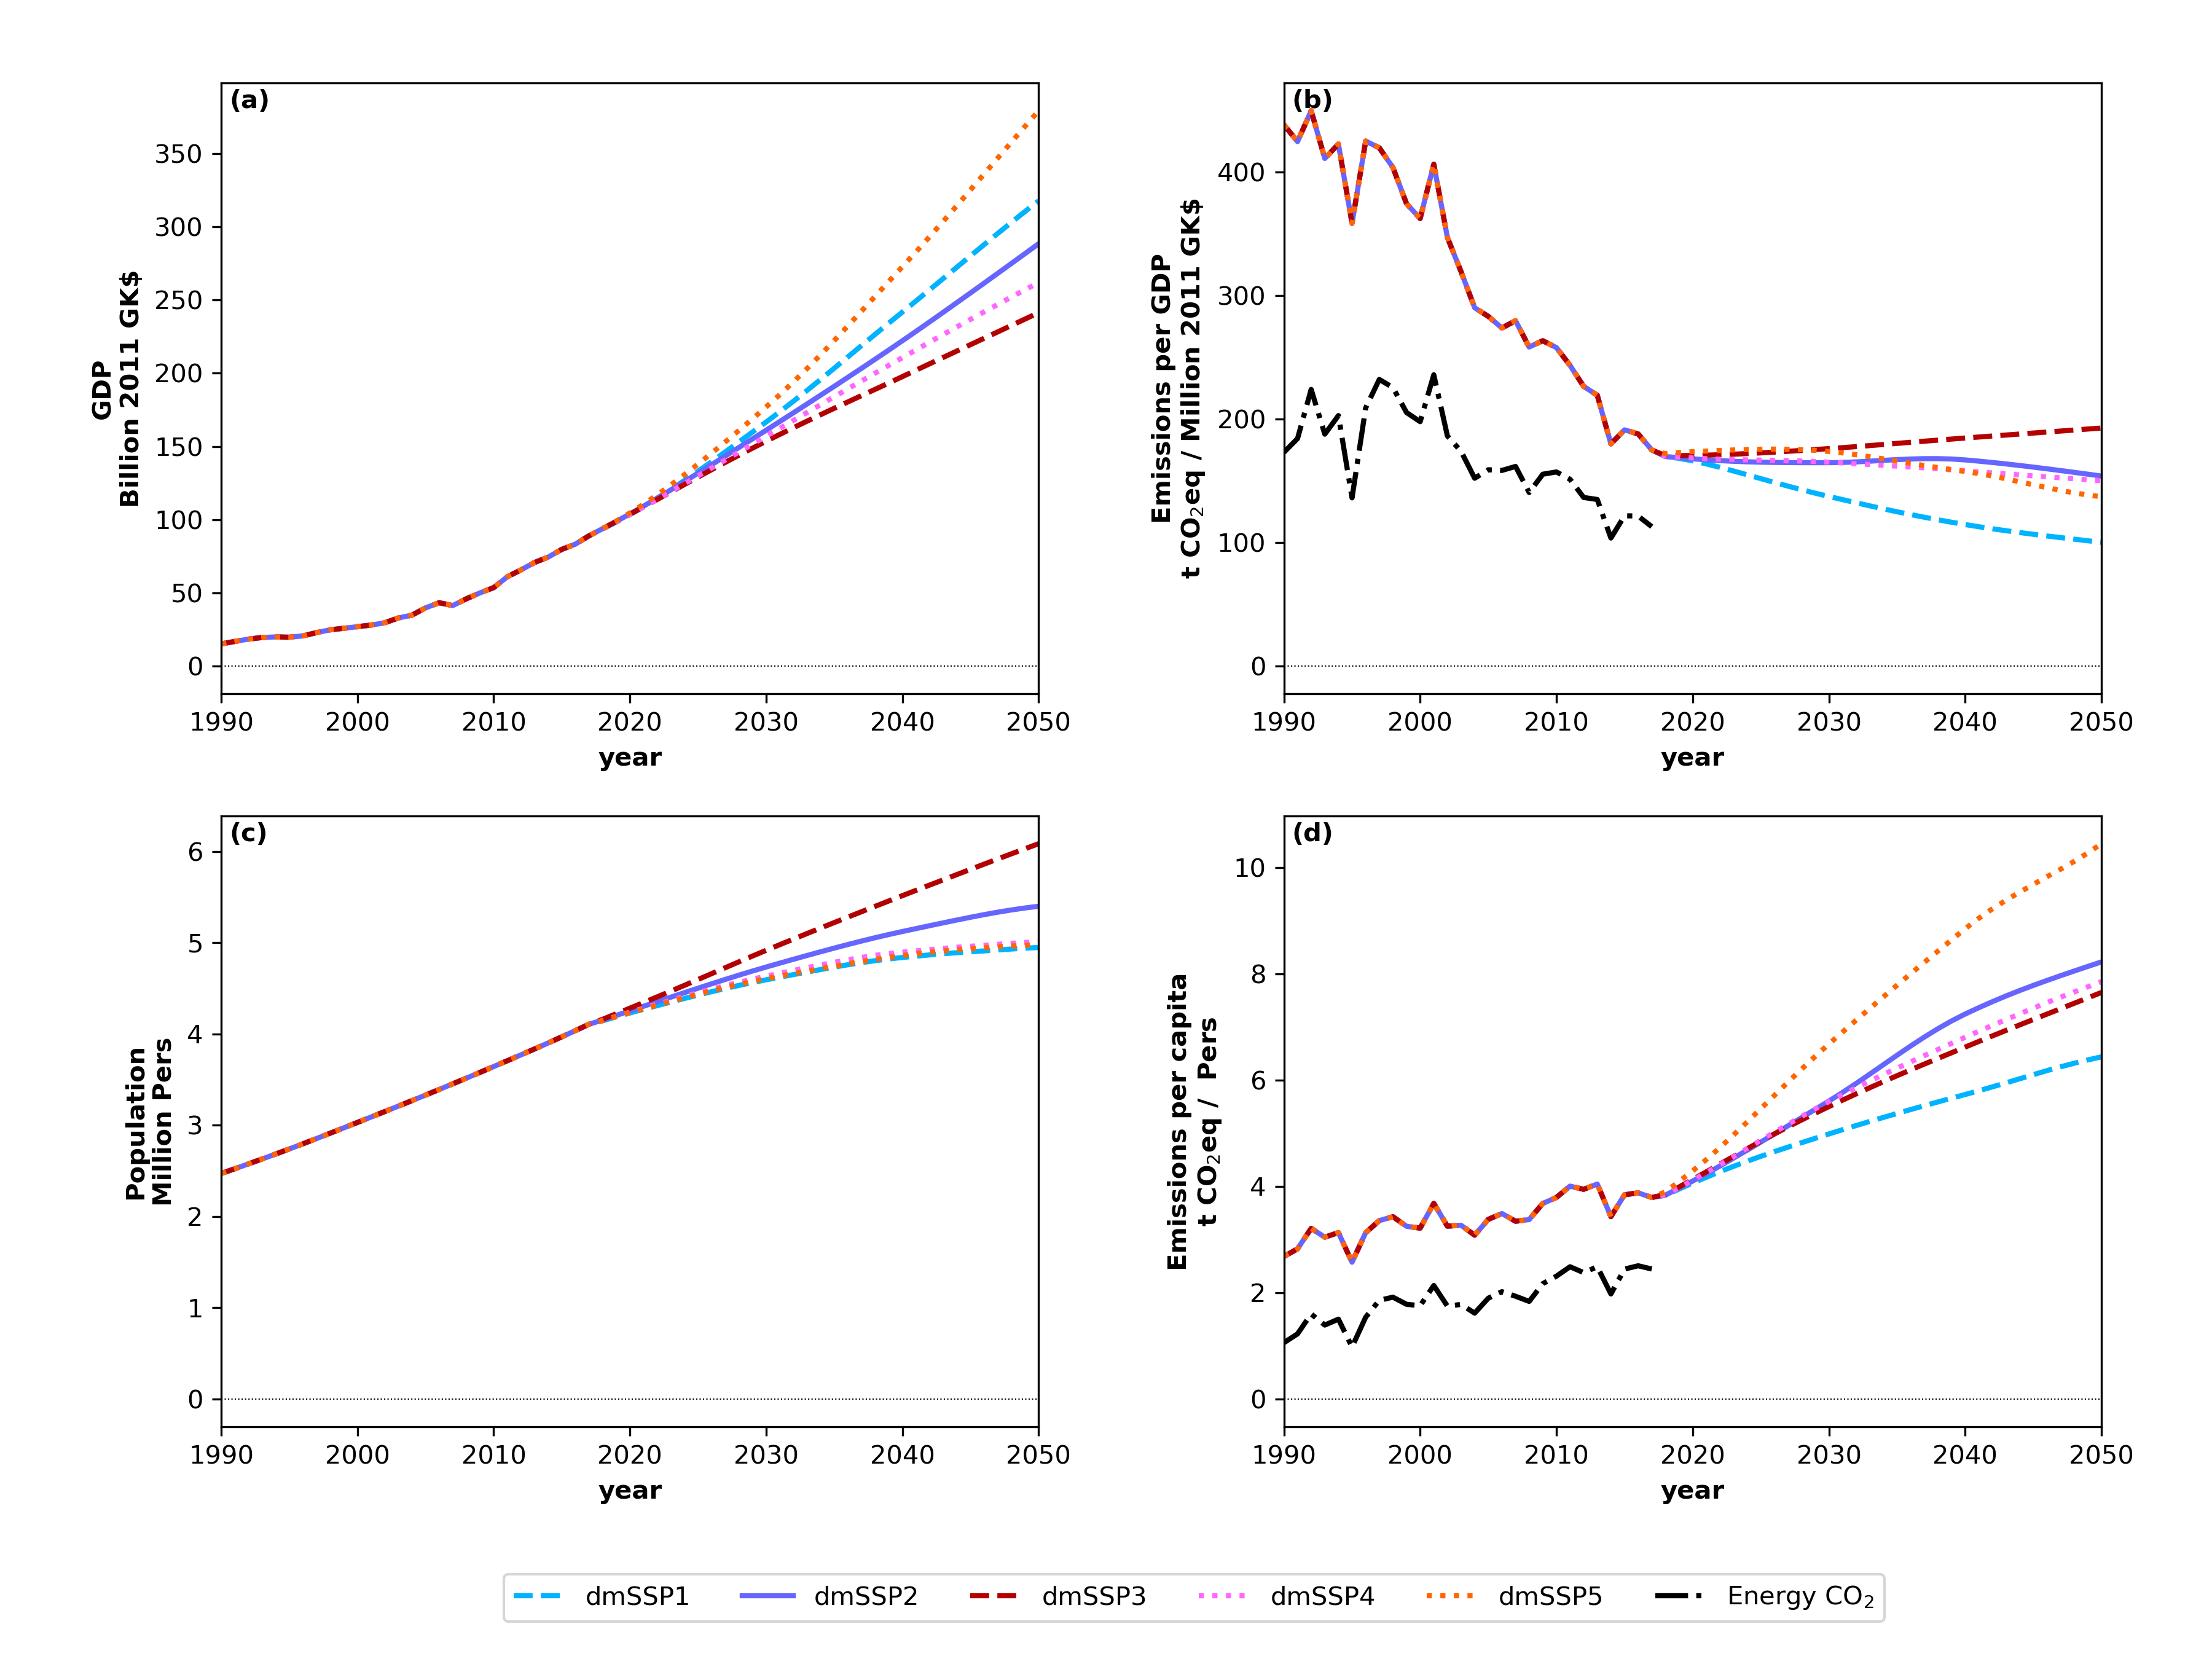 (a)
350
300
250
200
150
100
50
0
GDP
Billion 2011 GK$
1990 2000 2010 2020 2030 2040 2050
year
(b)
400
300
200
100
0
Emissions per GDP
t CO₂eq / Million 2011 GK$
1990 2000 2010 2020 2030 2040 2050
year
(c)
6
5
4
3
2
1
0
Population
Million Pers
1990 2000 2010 2020 2030 2040 2050
year
(d)
10
8
6
4
2
0
Emissions per capita
t CO₂eq / Pers
1990 2000 2010 2020 2030 2040 2050
year
dmSSP1 dmSSP2 dmSSP3 dmSSP4 dmSSP5 Energy CO₂